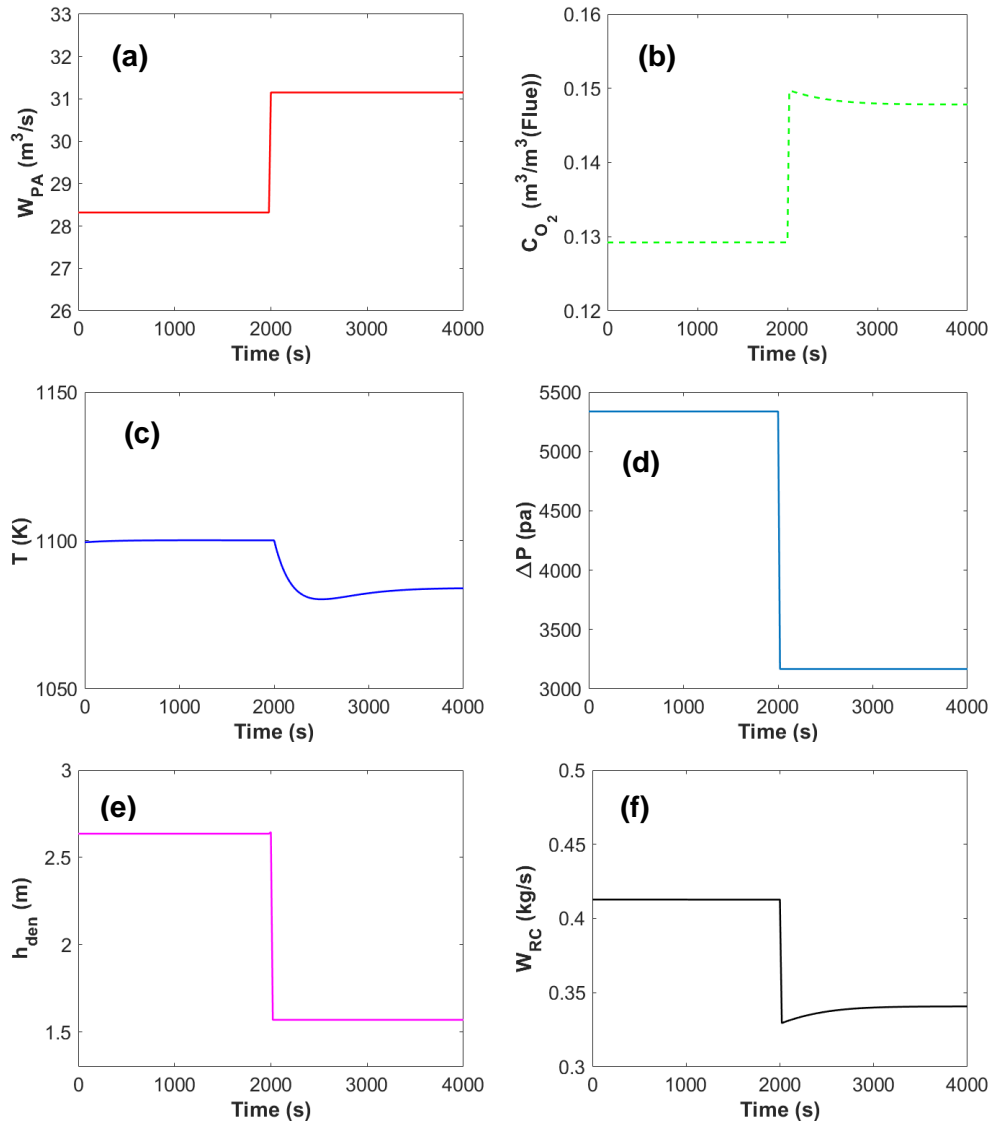 (a)
W_PA (m^3/s)
33
32
31
30
29
28
27
26
0 1000 2000 3000 4000
Time (s)
(b)
C_O_2 (m^3/m^3(Flue))
0.16
0.15
0.14
0.13
0.12
0 1000 2000 3000 4000
Time (s)
(c)
T (K)
1150
1100
1050
0 1000 2000 3000 4000
Time (s)
(d)
ΔP (pa)
5500
5000
4500
4000
3500
3000
0 1000 2000 3000 4000
Time (s)
(e)
h_den (m)
3
2.5
2
1.5
0 1000 2000 3000 4000
Time (s)
(f)
W_RC (kg/s)
0.5
0.45
0.4
0.35
0.3
0 1000 2000 3000 4000
Time (s)